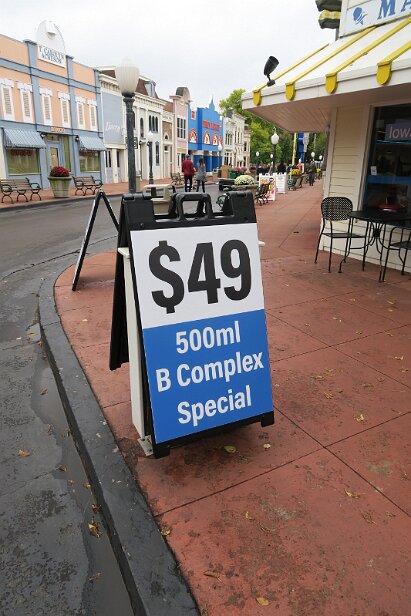 $49
500ml
B Complex
Special